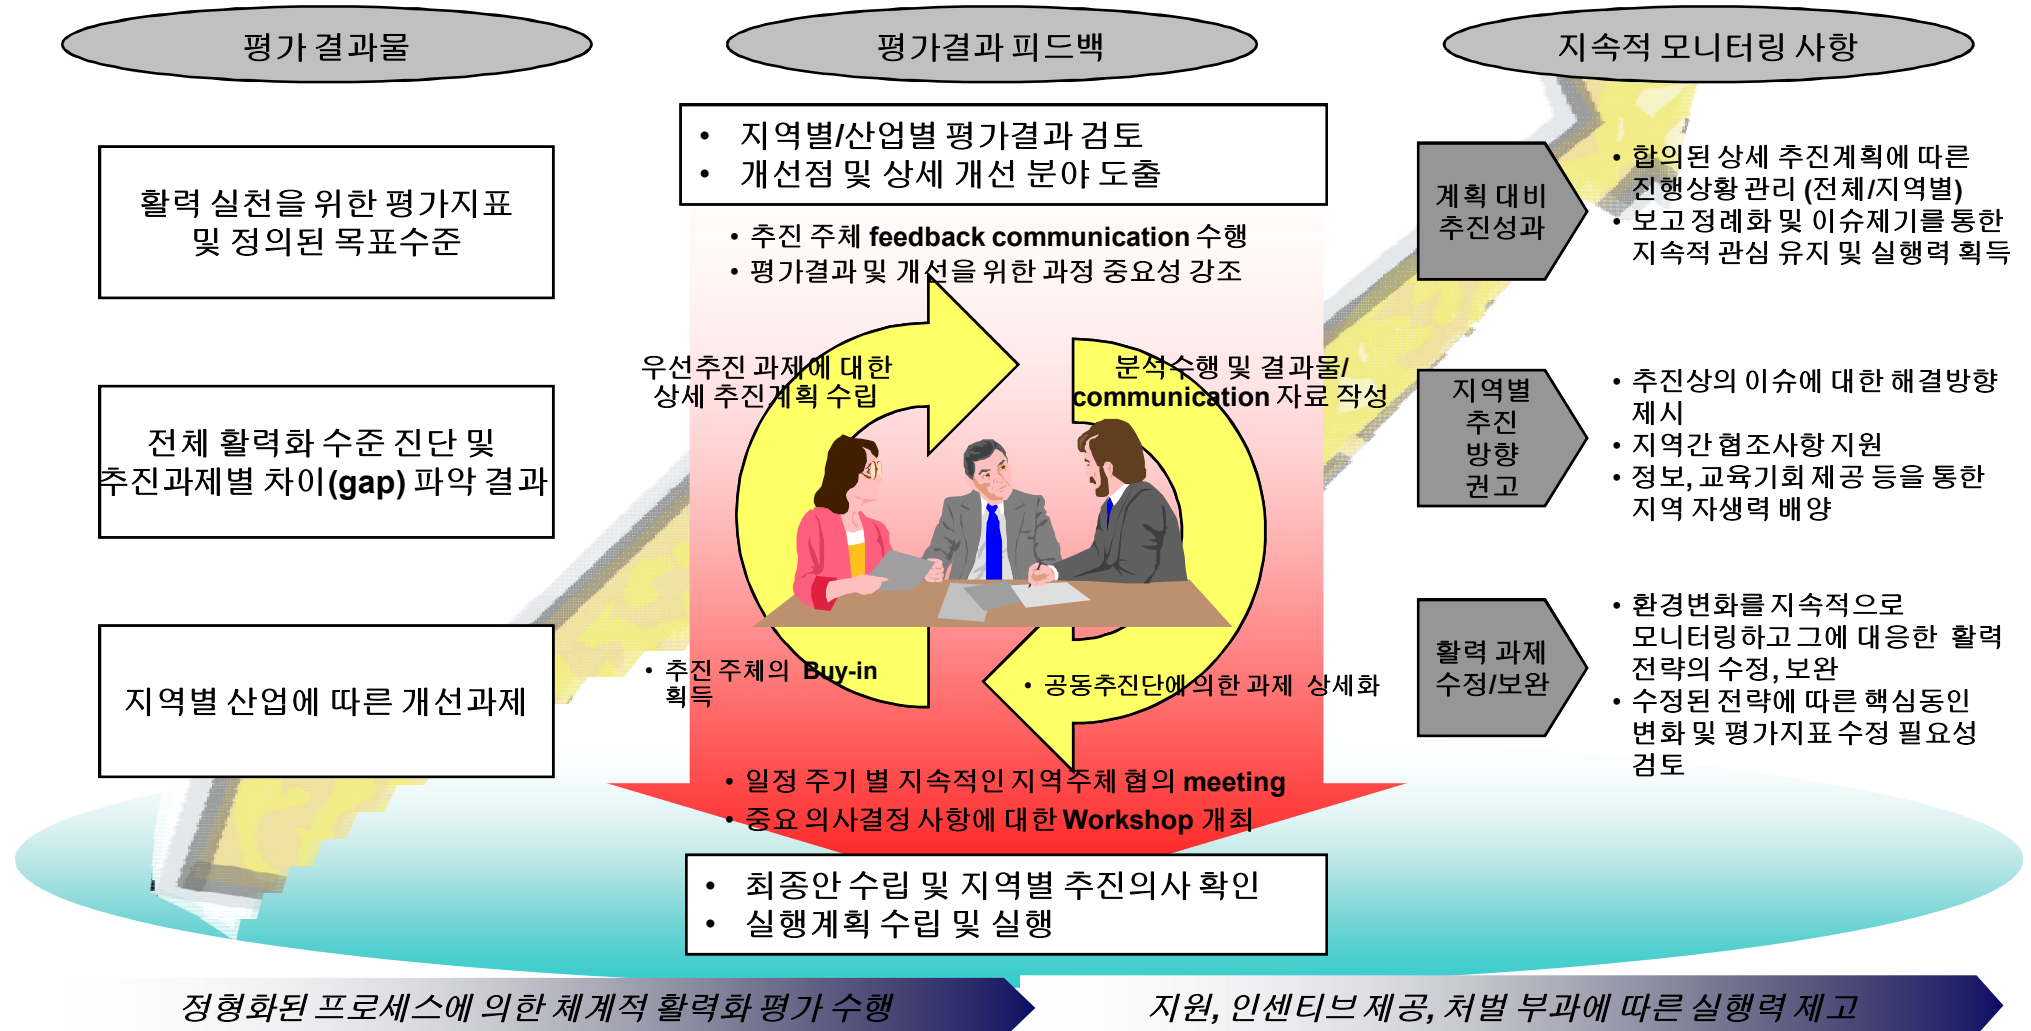 평가 결과물
활력 실천을 위한 평가지표
및 정의된 목표수준
전체 활력화 수준 진단 및
추진과제별 차이(gap) 파악 결과
지역별 산업에 따른 개선과제
평가결과 피드백
• 지역별/산업별 평가결과 검토
• 개선점 및 상세 개선 분야 도출
• 추진 주체 feedback communication 수행
• 평가결과 및 개선을 위한 과정 중요성 강조
우선추진 과제에 대한
상세 추진계획 수립
분석수행 및 결과물/
communication 자료 작성
• 추진 주체의 Buy-in
획득
• 공동추진단에 의한 과제 상세화
• 일정 주기 별 지속적인 지역주체 협의 meeting
• 중요 의사결정 사항에 대한 Workshop 개최
• 최종안 수립 및 지역별 추진의사 확인
• 실행계획 수립 및 실행
지속적 모니터링 사항
계획 대비
추진성과
• 합의된 상세 추진계획에 따른
진행상황 관리 (전체/지역별)
• 보고 정례화 및 이슈제기를 통한
지속적 관심 유지 및 실행력 획득
지역별
추진
방향
권고
• 추진상의 이슈에 대한 해결방향
제시
• 지역간 협조사항 지원
• 정보, 교육기회 제공 등을 통한
지역 자생력 배양
활력 과제
수정/보완
• 환경변화를 지속적으로
모니터링하고 그에 대응한 활력
전략의 수정, 보완
• 수정된 전략에 따른 핵심동인
변화 및 평가지표 수정 필요성
검토
정형화된 프로세스에 의한 체계적 활력화 평가 수행
지원, 인센티브 제공, 처벌 부과에 따른 실행력 제고